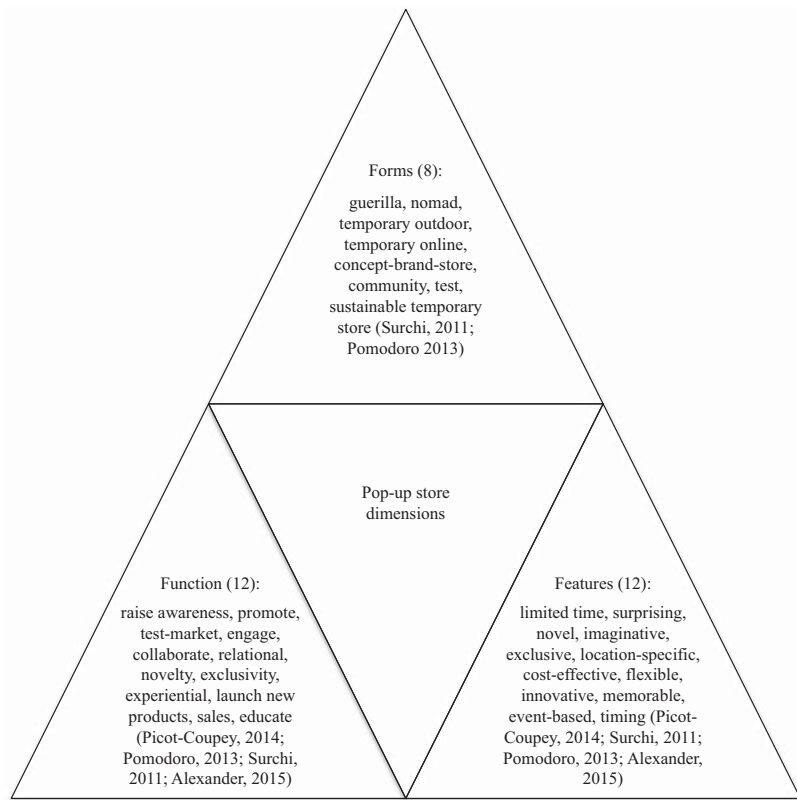 Forms (8):
guerilla, nomad,
temporary outdoor,
temporary online,
concept-brand-store,
community, test,
sustainable temporary
store (Surchi, 2011;
Pomodoro 2013)
Pop-up store
dimensions
Function (12):
raise awareness, promote,
test-market, engage,
collaborate, relational,
novelty, exclusivity,
experiential, launch new
products, sales, educate
(Picot-Coupey, 2014;
Pomodoro, 2013; Surchi,
2011; Alexander, 2015)
Features (12):
limited time, surprising,
novel, imaginative,
exclusive, location-specific,
cost-effective, flexible,
innovative, memorable,
event-based, timing (Picot-
Coupey, 2014; Surchi, 2011;
Pomodoro, 2013; Alexander,
2015)